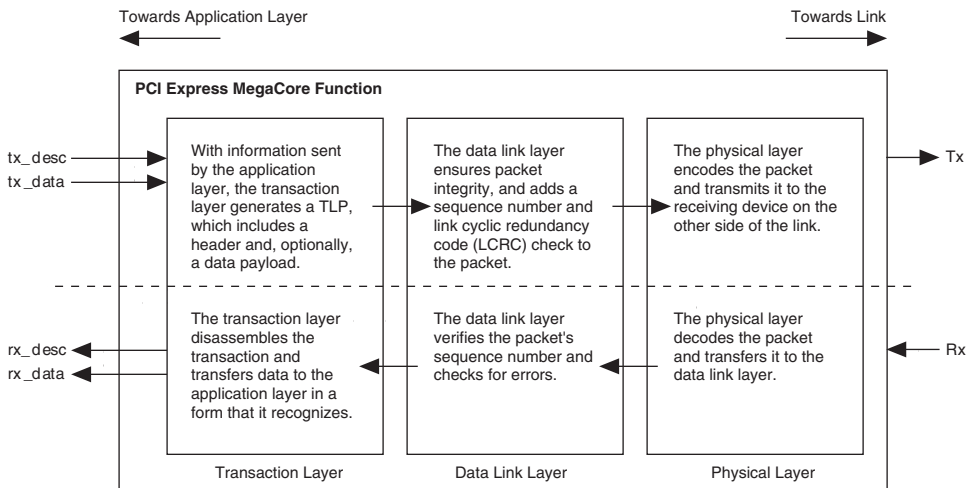 Towards Application Layer
Towards Link
PCI Express MegaCore Function
tx_desc
tx_data
With information sent
by the application
layer, the transaction
layer generates a TLP,
which includes a
header and, optionally,
a data payload.
The data link layer
ensures packet
integrity, and adds a
sequence number and
link cyclic redundancy
code (LCRC) check to
the packet.
The physical layer
encodes the packet
and transmits it to the
receiving device on the
other side of the link.
Tx
rx_desc
rx_data
The transaction layer
disassembles the
transaction and
transfers data to the
application layer in a
form that it recognizes.
The data link layer
verifies the packet's
sequence number and
checks for errors.
The physical layer
decodes the packet
and transfers it to the
data link layer.
Rx
Transaction Layer
Data Link Layer
Physical Layer